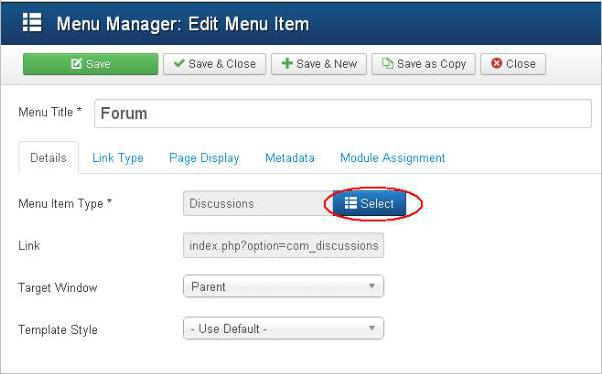 Menu Manager: Edit Menu Item
Save Save & Close Save & New Save as Copy Close
Menu Title * Forum
Details Link Type Page Display Metadata Module Assignment
Menu Item Type * Discussions Select
Link index.php?option=com_discussions
Target Window Parent
Template Style - Use Default -